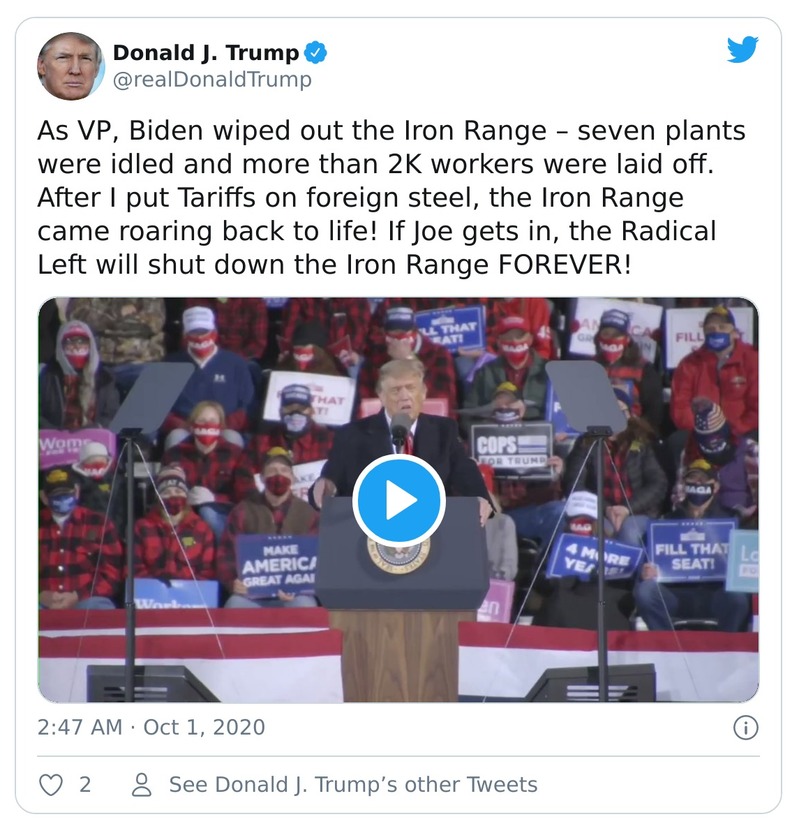 Donald J. Trump
@realDonaldTrump
As VP, Biden wiped out the Iron Range – seven plants
were idled and more than 2K workers were laid off.
After I put Tariffs on foreign steel, the Iron Range
came roaring back to life! If Joe gets in, the Radical
Left will shut down the Iron Range FOREVER!
COPS
FOR TRUMP
MAKE
AMERICA
GREAT AGAI
4 MORE
YEARS!
FILL THAT
SEAT!
2:47 AM · Oct 1, 2020
2
See Donald J. Trump’s other Tweets